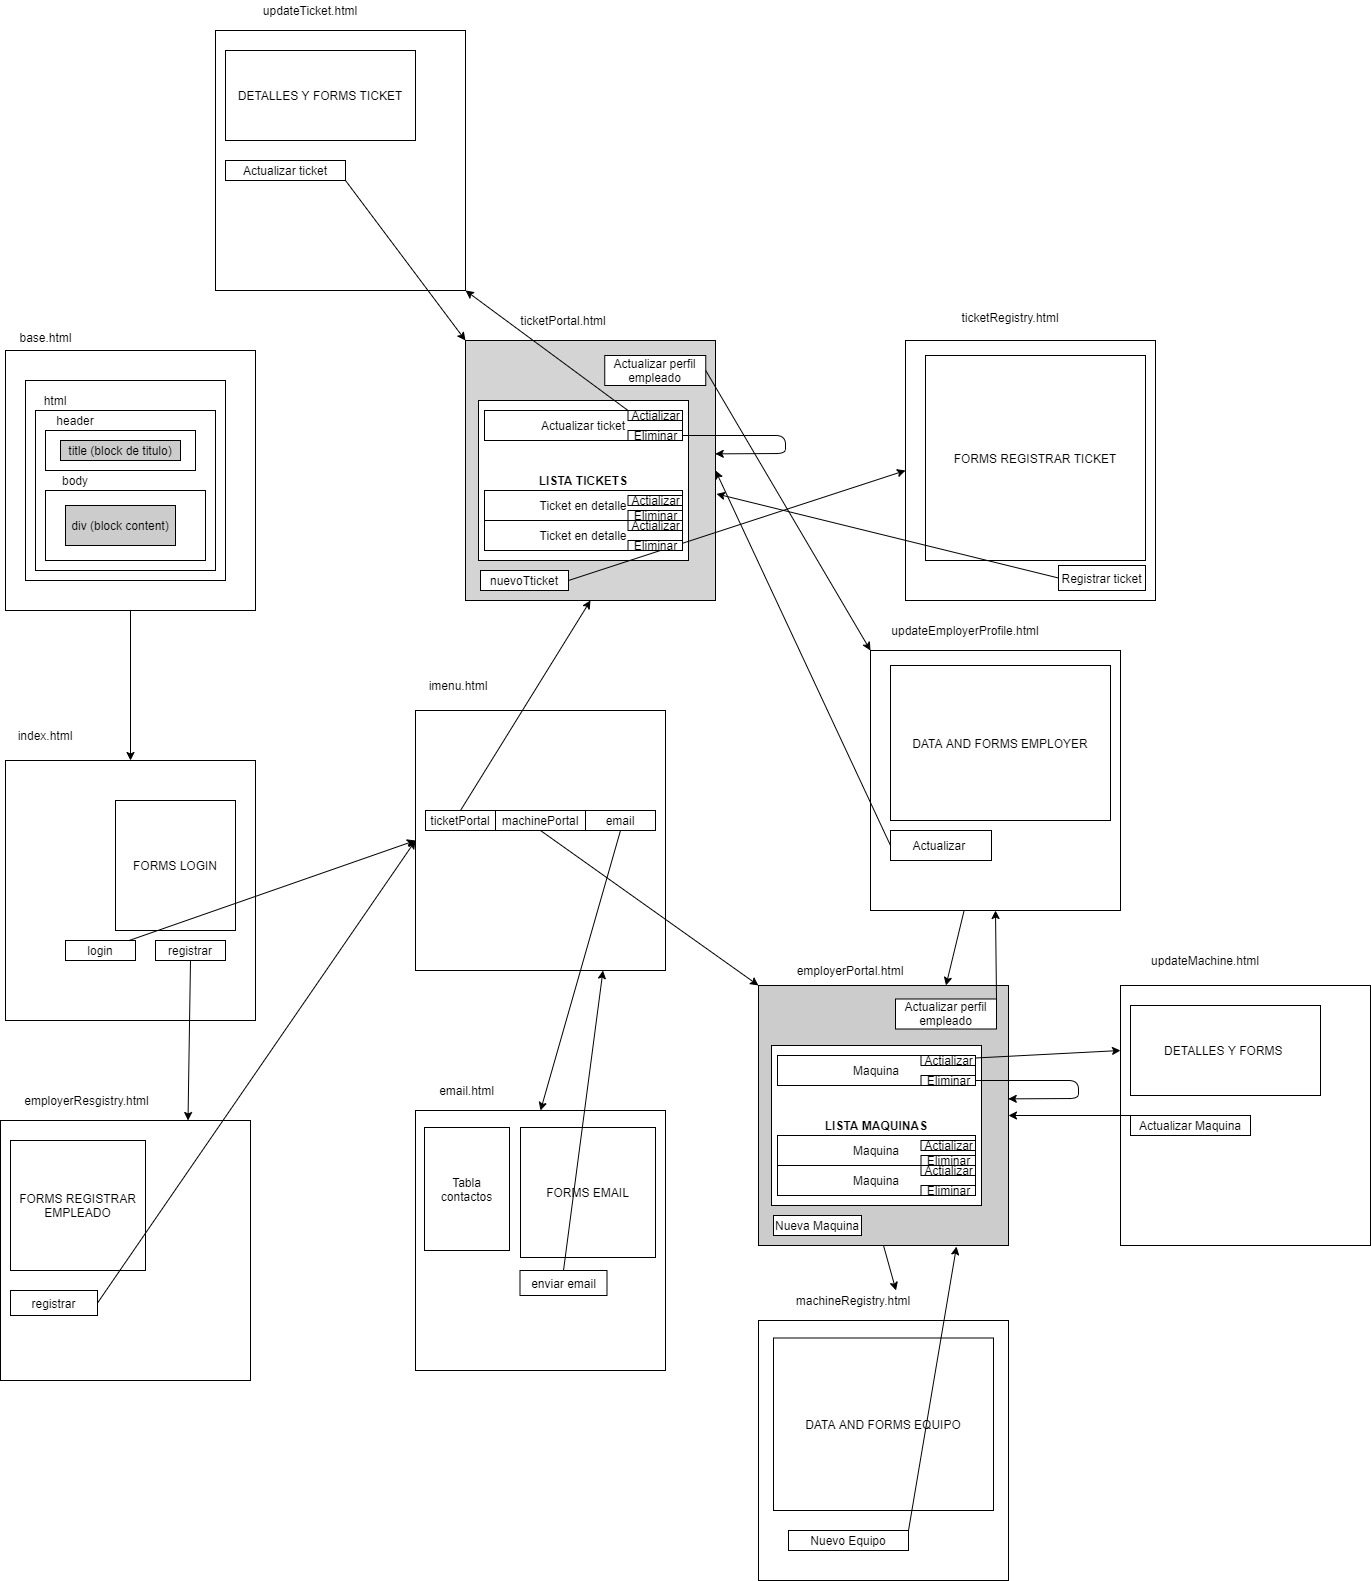 updateTicket.html
DETALLES Y FORMS TICKET
Actualizar ticket
ticketPortal.html
Actualizar perfil
empleado
Actializar
Actualizar ticket
Eliminar
LISTA TICKETS
Actializar
Ticket en detalle
Eliminar
Actializar
Ticket en detalle
Eliminar
nuevoTticket
ticketRegistry.html
FORMS REGISTRAR TICKET
Registrar ticket
base.html
html
header
title (block de titulo)
body
div (block content)
updateEmployerProfile.html
DATA AND FORMS EMPLOYER
Actualizar
imenu.html
ticketPortal
machinePortal
email
index.html
FORMS LOGIN
login
registrar
employerPortal.html
Actualizar perfil
empleado
Actializar
Maquina
Eliminar
LISTA MAQUINAS
Actializar
Maquina
Eliminar
Actializar
Maquina
Eliminar
Nueva Maquina
updateMachine.html
DETALLES Y FORMS
Actualizar Maquina
employerResgistry.html
FORMS REGISTRAR
EMPLEADO
registrar
email.html
Tabla
contactos
FORMS EMAIL
enviar email
machineRegistry.html
DATA AND FORMS EQUIPO
Nuevo Equipo